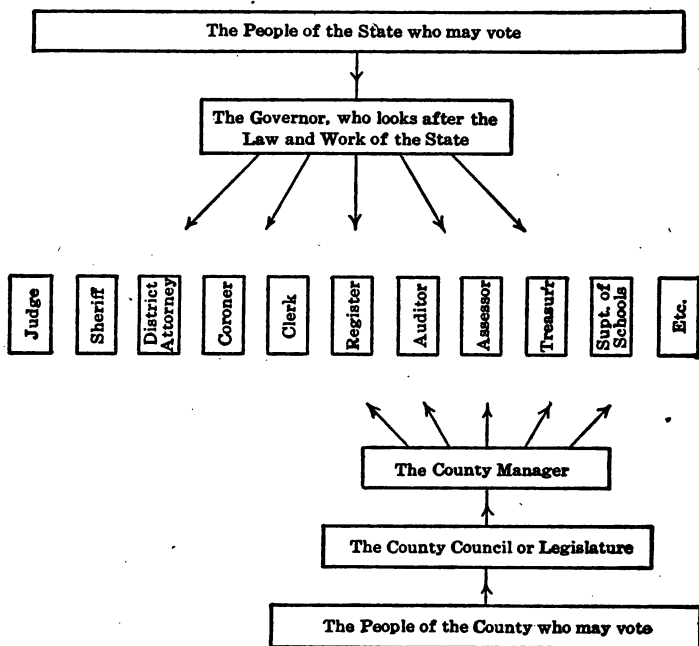 The People of the State who may vote
The Governor, who looks after the
Law and Work of the State
Judge
Sheriff
District
Attorney
Coroner
Clerk
Register
Auditor
Assessor
Treasurr
Supt. of
Schools
Etc.
The County Manager
The County Council or Legislature
The People of the County who may vote